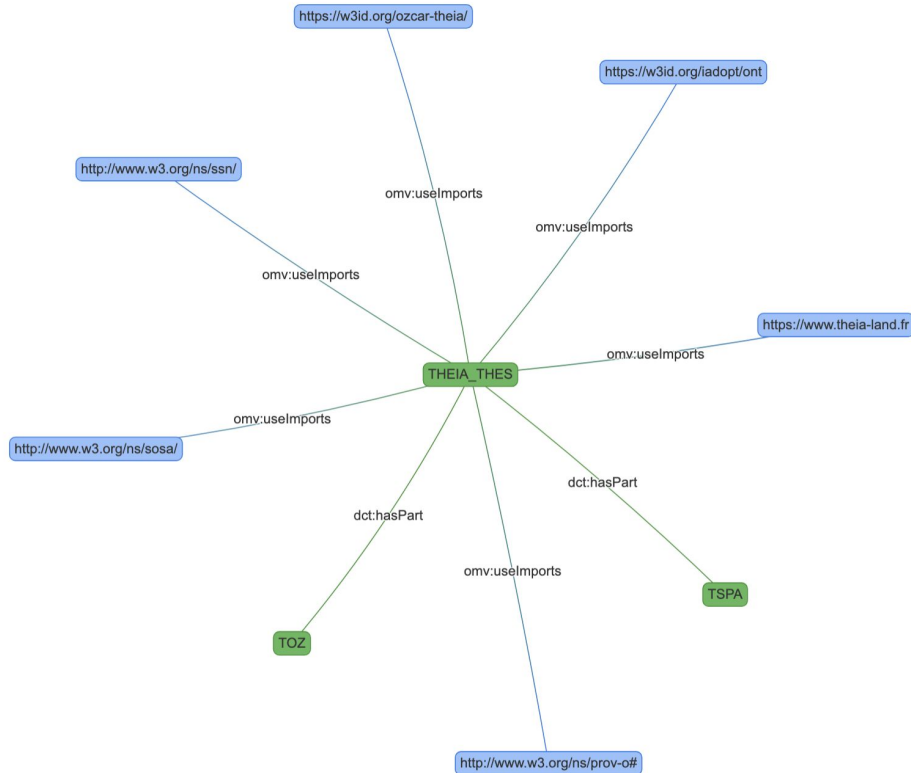 https://w3id.org/ozcar-theia/
https://w3id.org/iadopt/ont
http://www.w3.org/ns/ssn/
omv:useImports
omv:useImports
omv:useImports
https://www.theia-land.fr
omv:useImports
THEIA_THES
omv:useImports
http://www.w3.org/ns/sosa/
dct:hasPart
dct:hasPart
omv:useImports
TSPA
TOZ
http://www.w3.org/ns/prov-o#